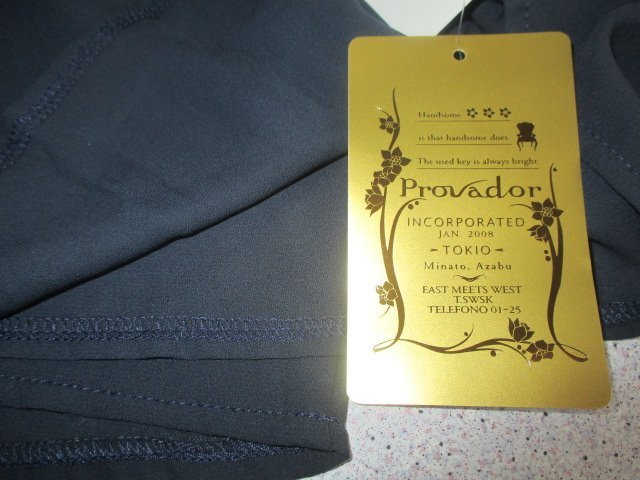 Handsome
is that handsome does
The used key is always bright
Provador
INCORPORATED
JAN. 2008
- TOKIO -
Minato, Azabu
EAST MEETS WEST
T.SWSK
TELEFONO 01-25